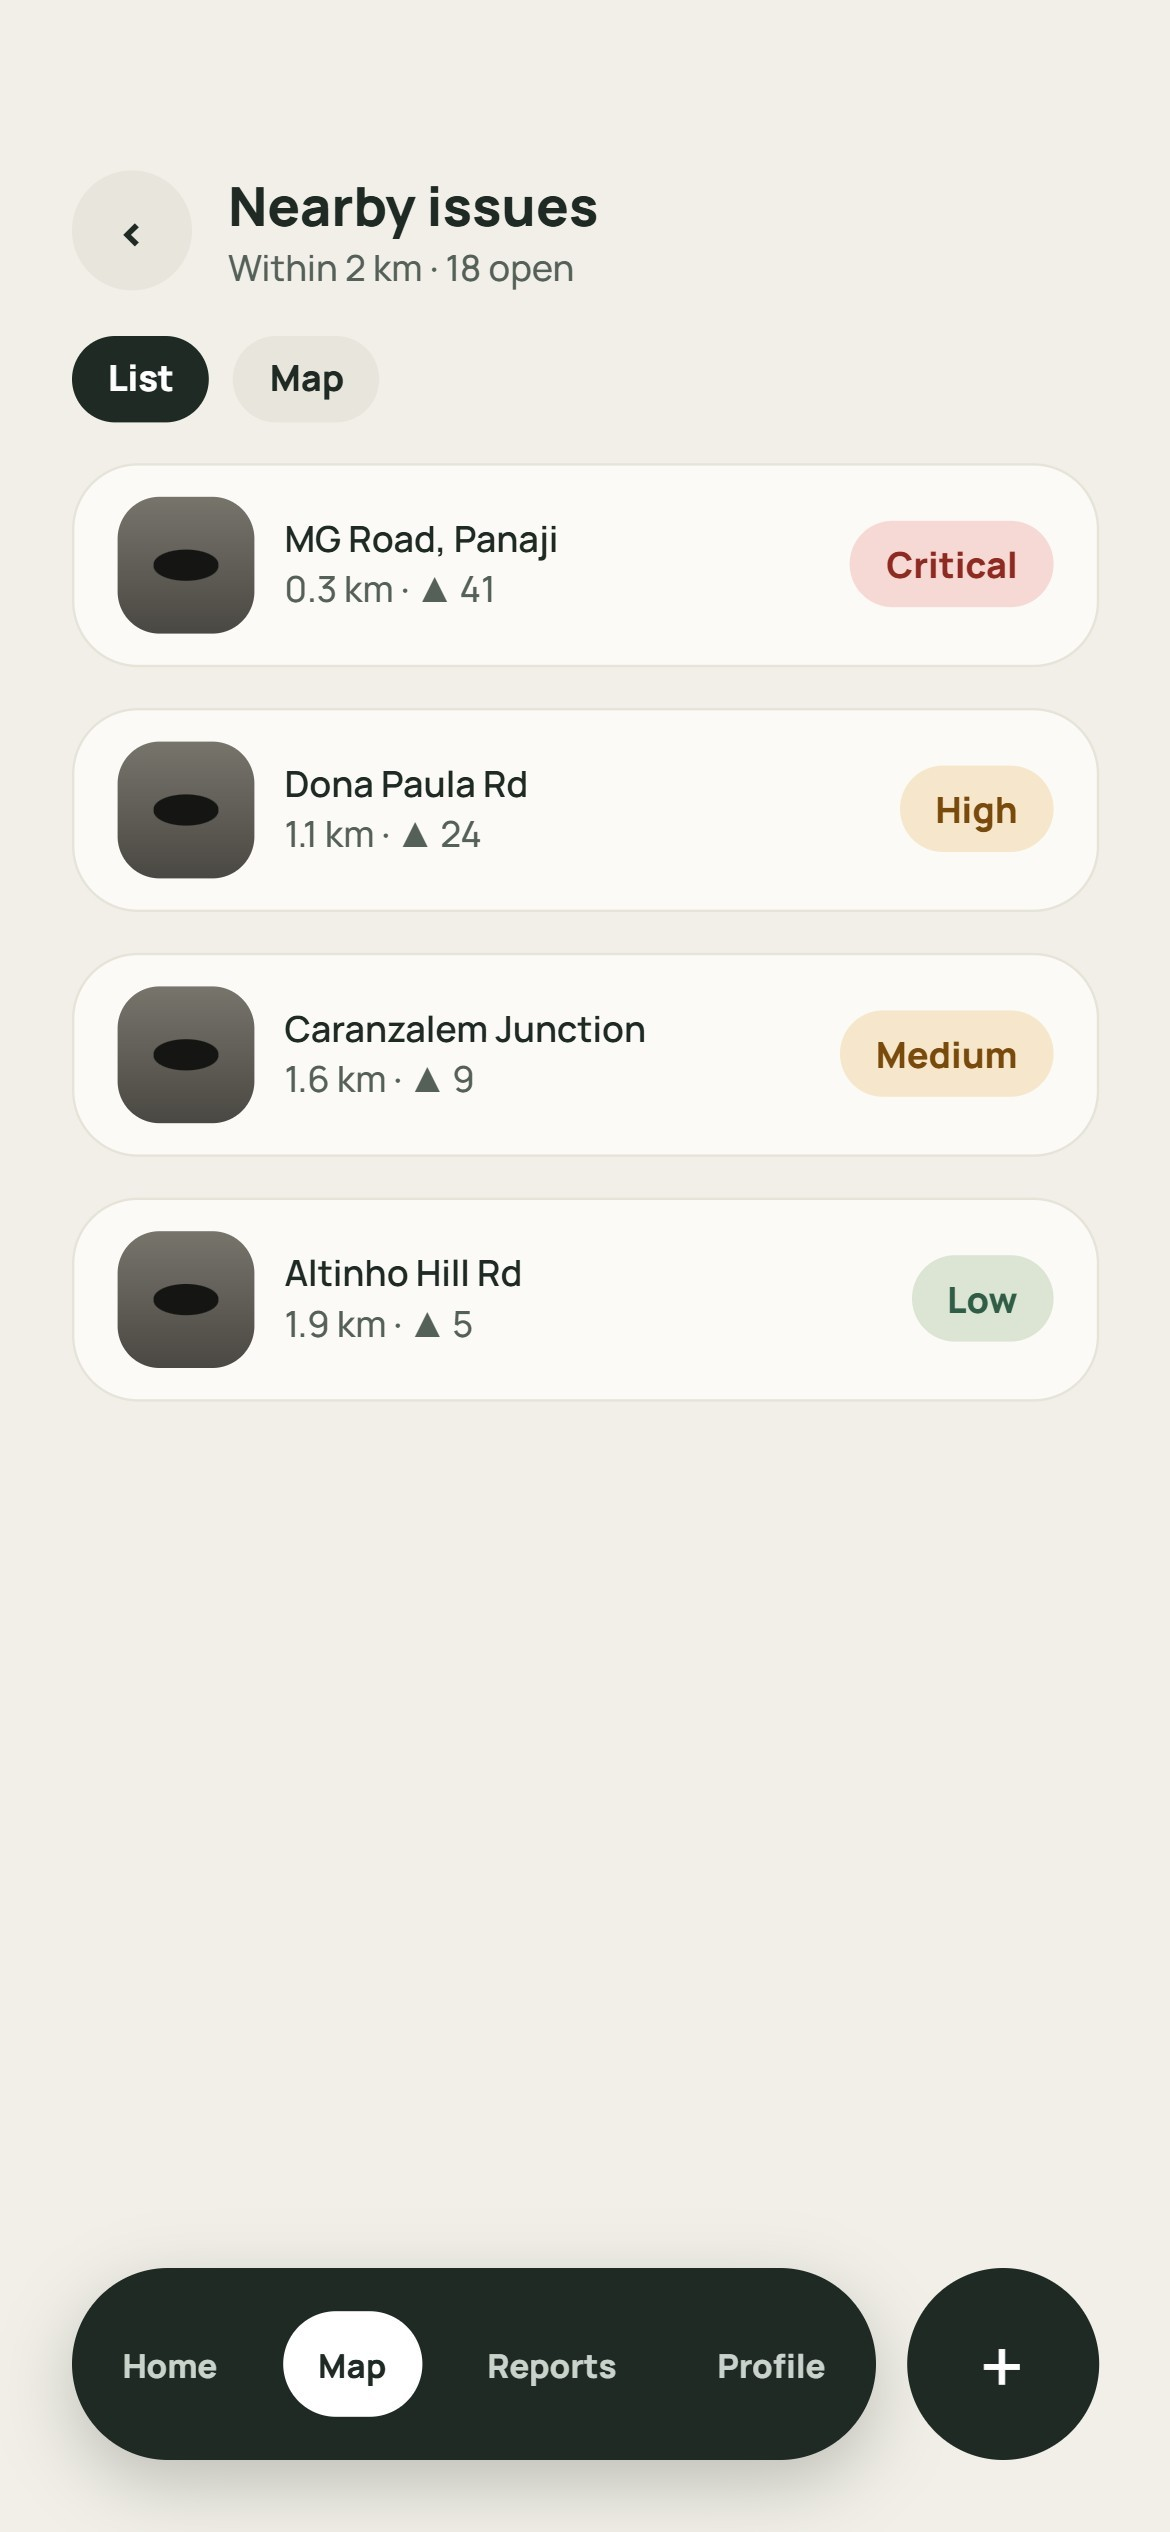 Nearby issues
Within 2 km · 18 open
List
Map
MG Road, Panaji
0.3 km · ▲ 41
Critical
Dona Paula Rd
1.1 km · ▲ 24
High
Caranzalem Junction
1.6 km · ▲ 9
Medium
Altinho Hill Rd
1.9 km · ▲ 5
Low
Home
Map
Reports
Profile
+